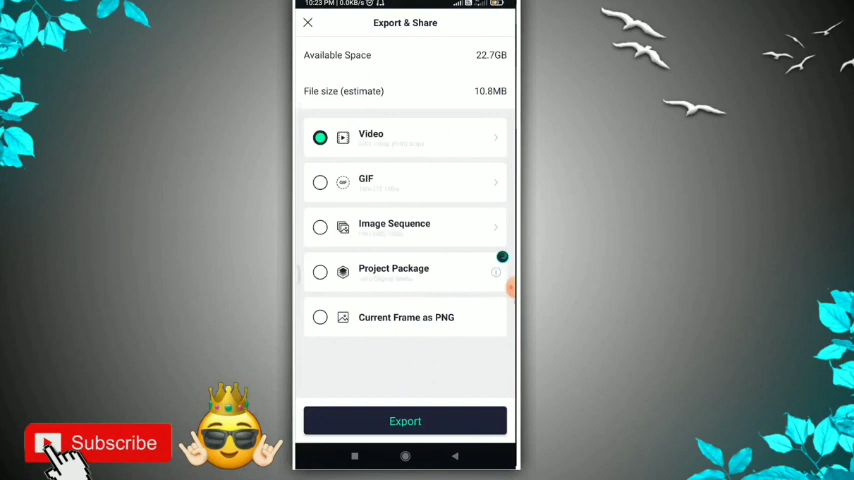 10:23 PM | 0.0KB/s
Export & Share
Available Space 22.7GB
File size (estimate) 10.8MB
Video
GIF
GIF
Image Sequence
Project Package
Current Frame as PNG
Export
Subscribe